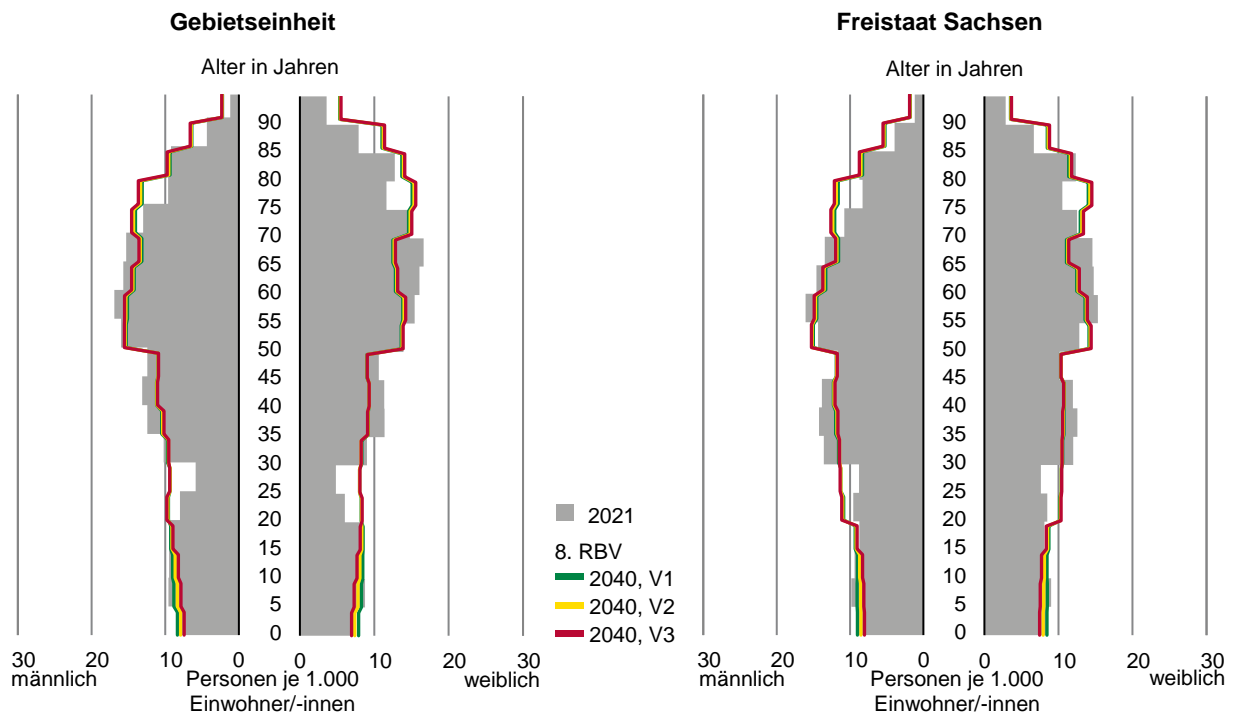 Gebietseinheit
Alter in Jahren
90
85
80
75
70
65
60
55
50
45
40
35
30
25
20
15
10
5
0
30 20 10 0 0 10 20 30
männlich Personen je 1.000 weiblich
Einwohner/-innen
2021
8. RBV
2040, V1
2040, V2
2040, V3
Freistaat Sachsen
Alter in Jahren
90
85
80
75
70
65
60
55
50
45
40
35
30
25
20
15
10
5
0
30 20 10 0 0 10 20 30
männlich Personen je 1.000 weiblich
Einwohner/-innen